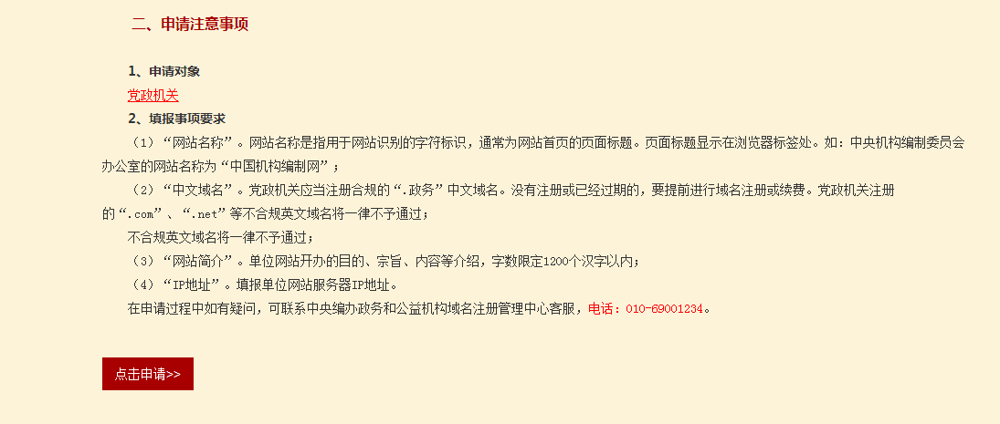 二、申请注意事项
1、申请对象
党政机关
2、填报事项要求
（1）“网站名称”。网站名称是指用于网站识别的字符标识，通常为网站首页的页面标题。页面标题显示在浏览器标签处。如：中央机构编制委员会
办公室的网站名称为“中国机构编制网”；
（2）“中文域名”。党政机关应当注册合规的“.政务”中文域名。没有注册或已经过期的，要提前进行域名注册或续费。党政机关注册
的“.com”、“.net”等不合规英文域名将一律不予通过；
不合规英文域名将一律不予通过；
（3）“网站简介”。单位网站开办的目的、宗旨、内容等介绍，字数限定1200个汉字以内；
（4）“IP地址”。填报单位网站服务器IP地址。
在申请过程中如有疑问，可联系中央编办政务和公益机构域名注册管理中心客服，电话：010-69001234。
点击申请>>